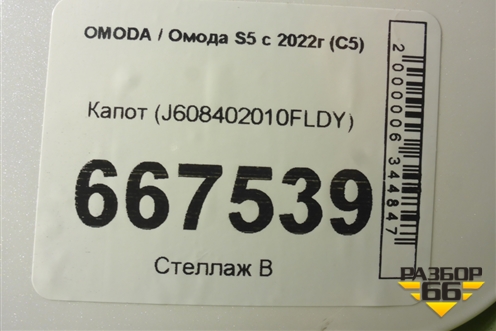 OMODA / Омода S5 с 2022г (C5)
Капот (J608402010FLDY)
667539
Стеллаж В
2000006344847
РАЗБОР
66